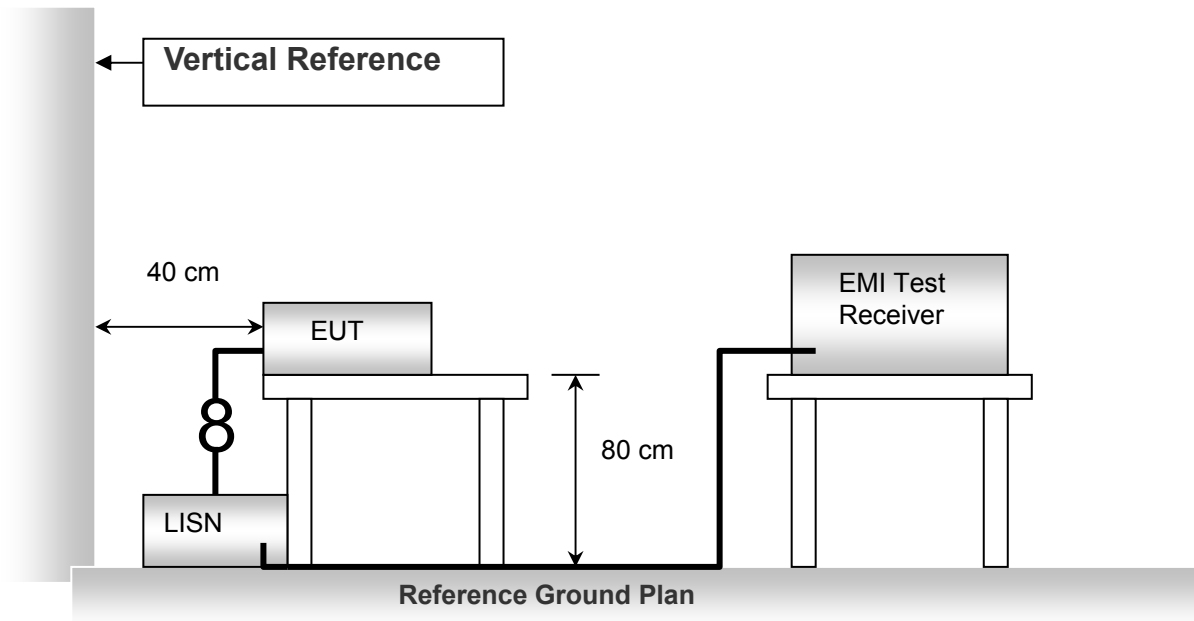 Vertical Reference
40 cm
EUT
EMI Test
Receiver
80 cm
LISN
Reference Ground Plan